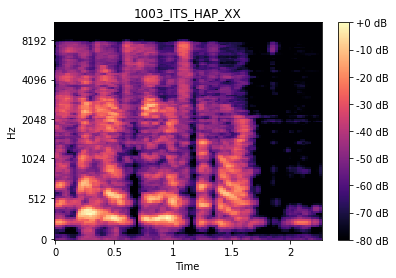 1003_ITS_HAP_XX
+0 dB
8192
-10 dB
4096
-20 dB
-30 dB
2048
Hz
-40 dB
1024
-50 dB
512
-60 dB
-70 dB
0
-80 dB
0
0.5
1
1.5
2
Time